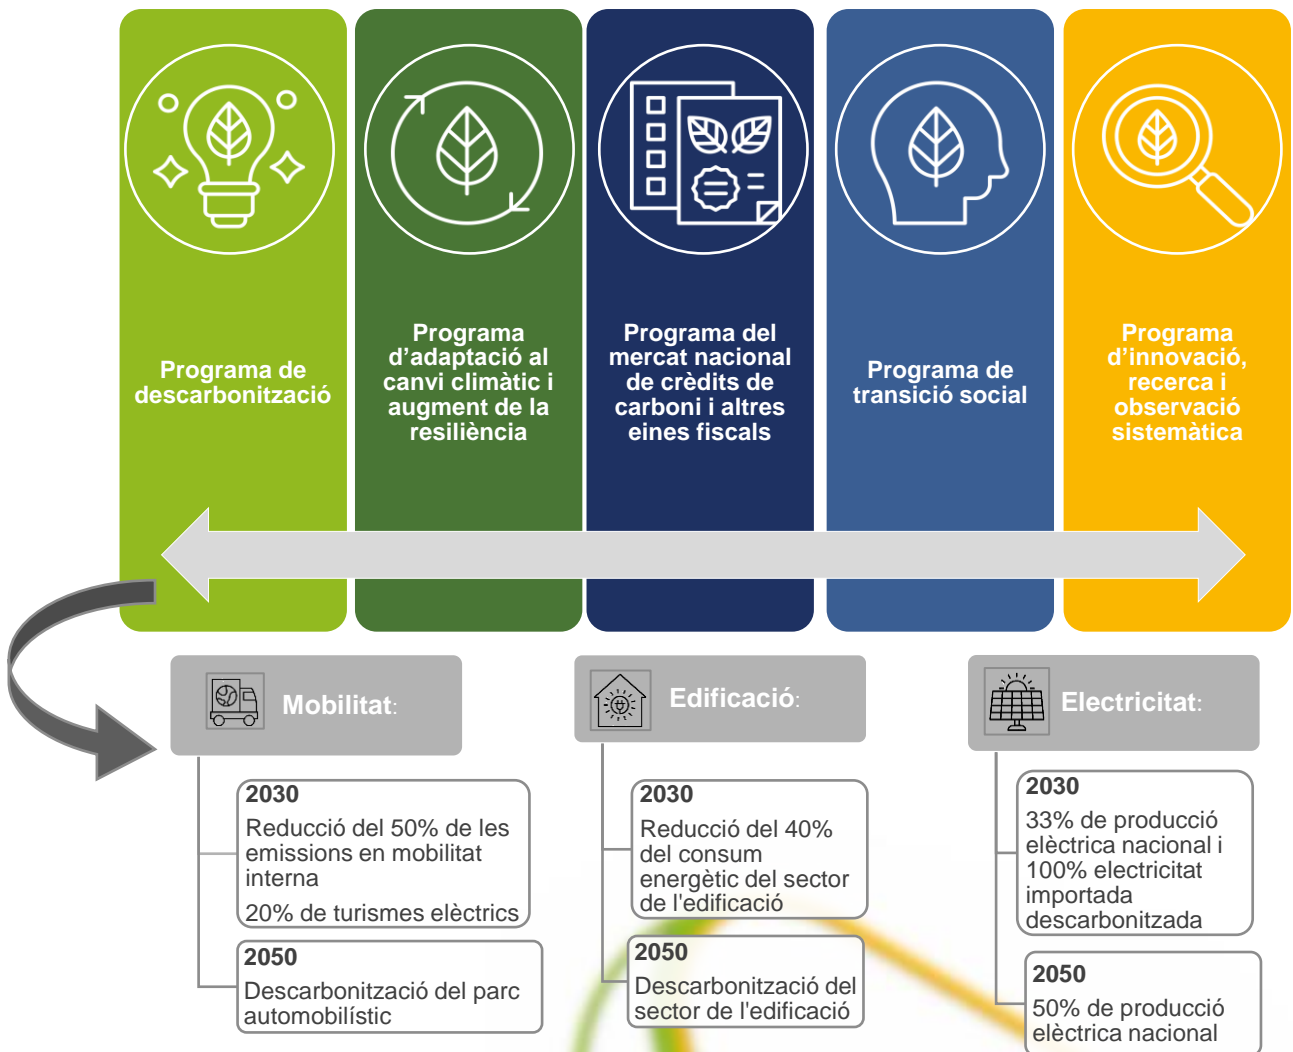 Programa de
descarbonització
Programa
d’adaptació al
canvi climàtic i
augment de la
resiliència
Programa del
mercat nacional
de crèdits de
carboni i altres
eines fiscals
Programa de
transició social
Programa
d’innovació,
recerca i
observació
sistemàtica
Mobilitat:
2030
Reducció del 50% de les
emissions en mobilitat
interna
20% de turismes elèctrics
2050
Descarbonització del parc
automobilístic
Edificació:
2030
Reducció del 40%
del consum
energètic del sector
de l'edificació
2050
Descarbonització del
sector de l'edificació
Electricitat:
2030
33% de producció
elèctrica nacional i
100% electricitat
importada
descarbonitzada
2050
50% de producció
elèctrica nacional